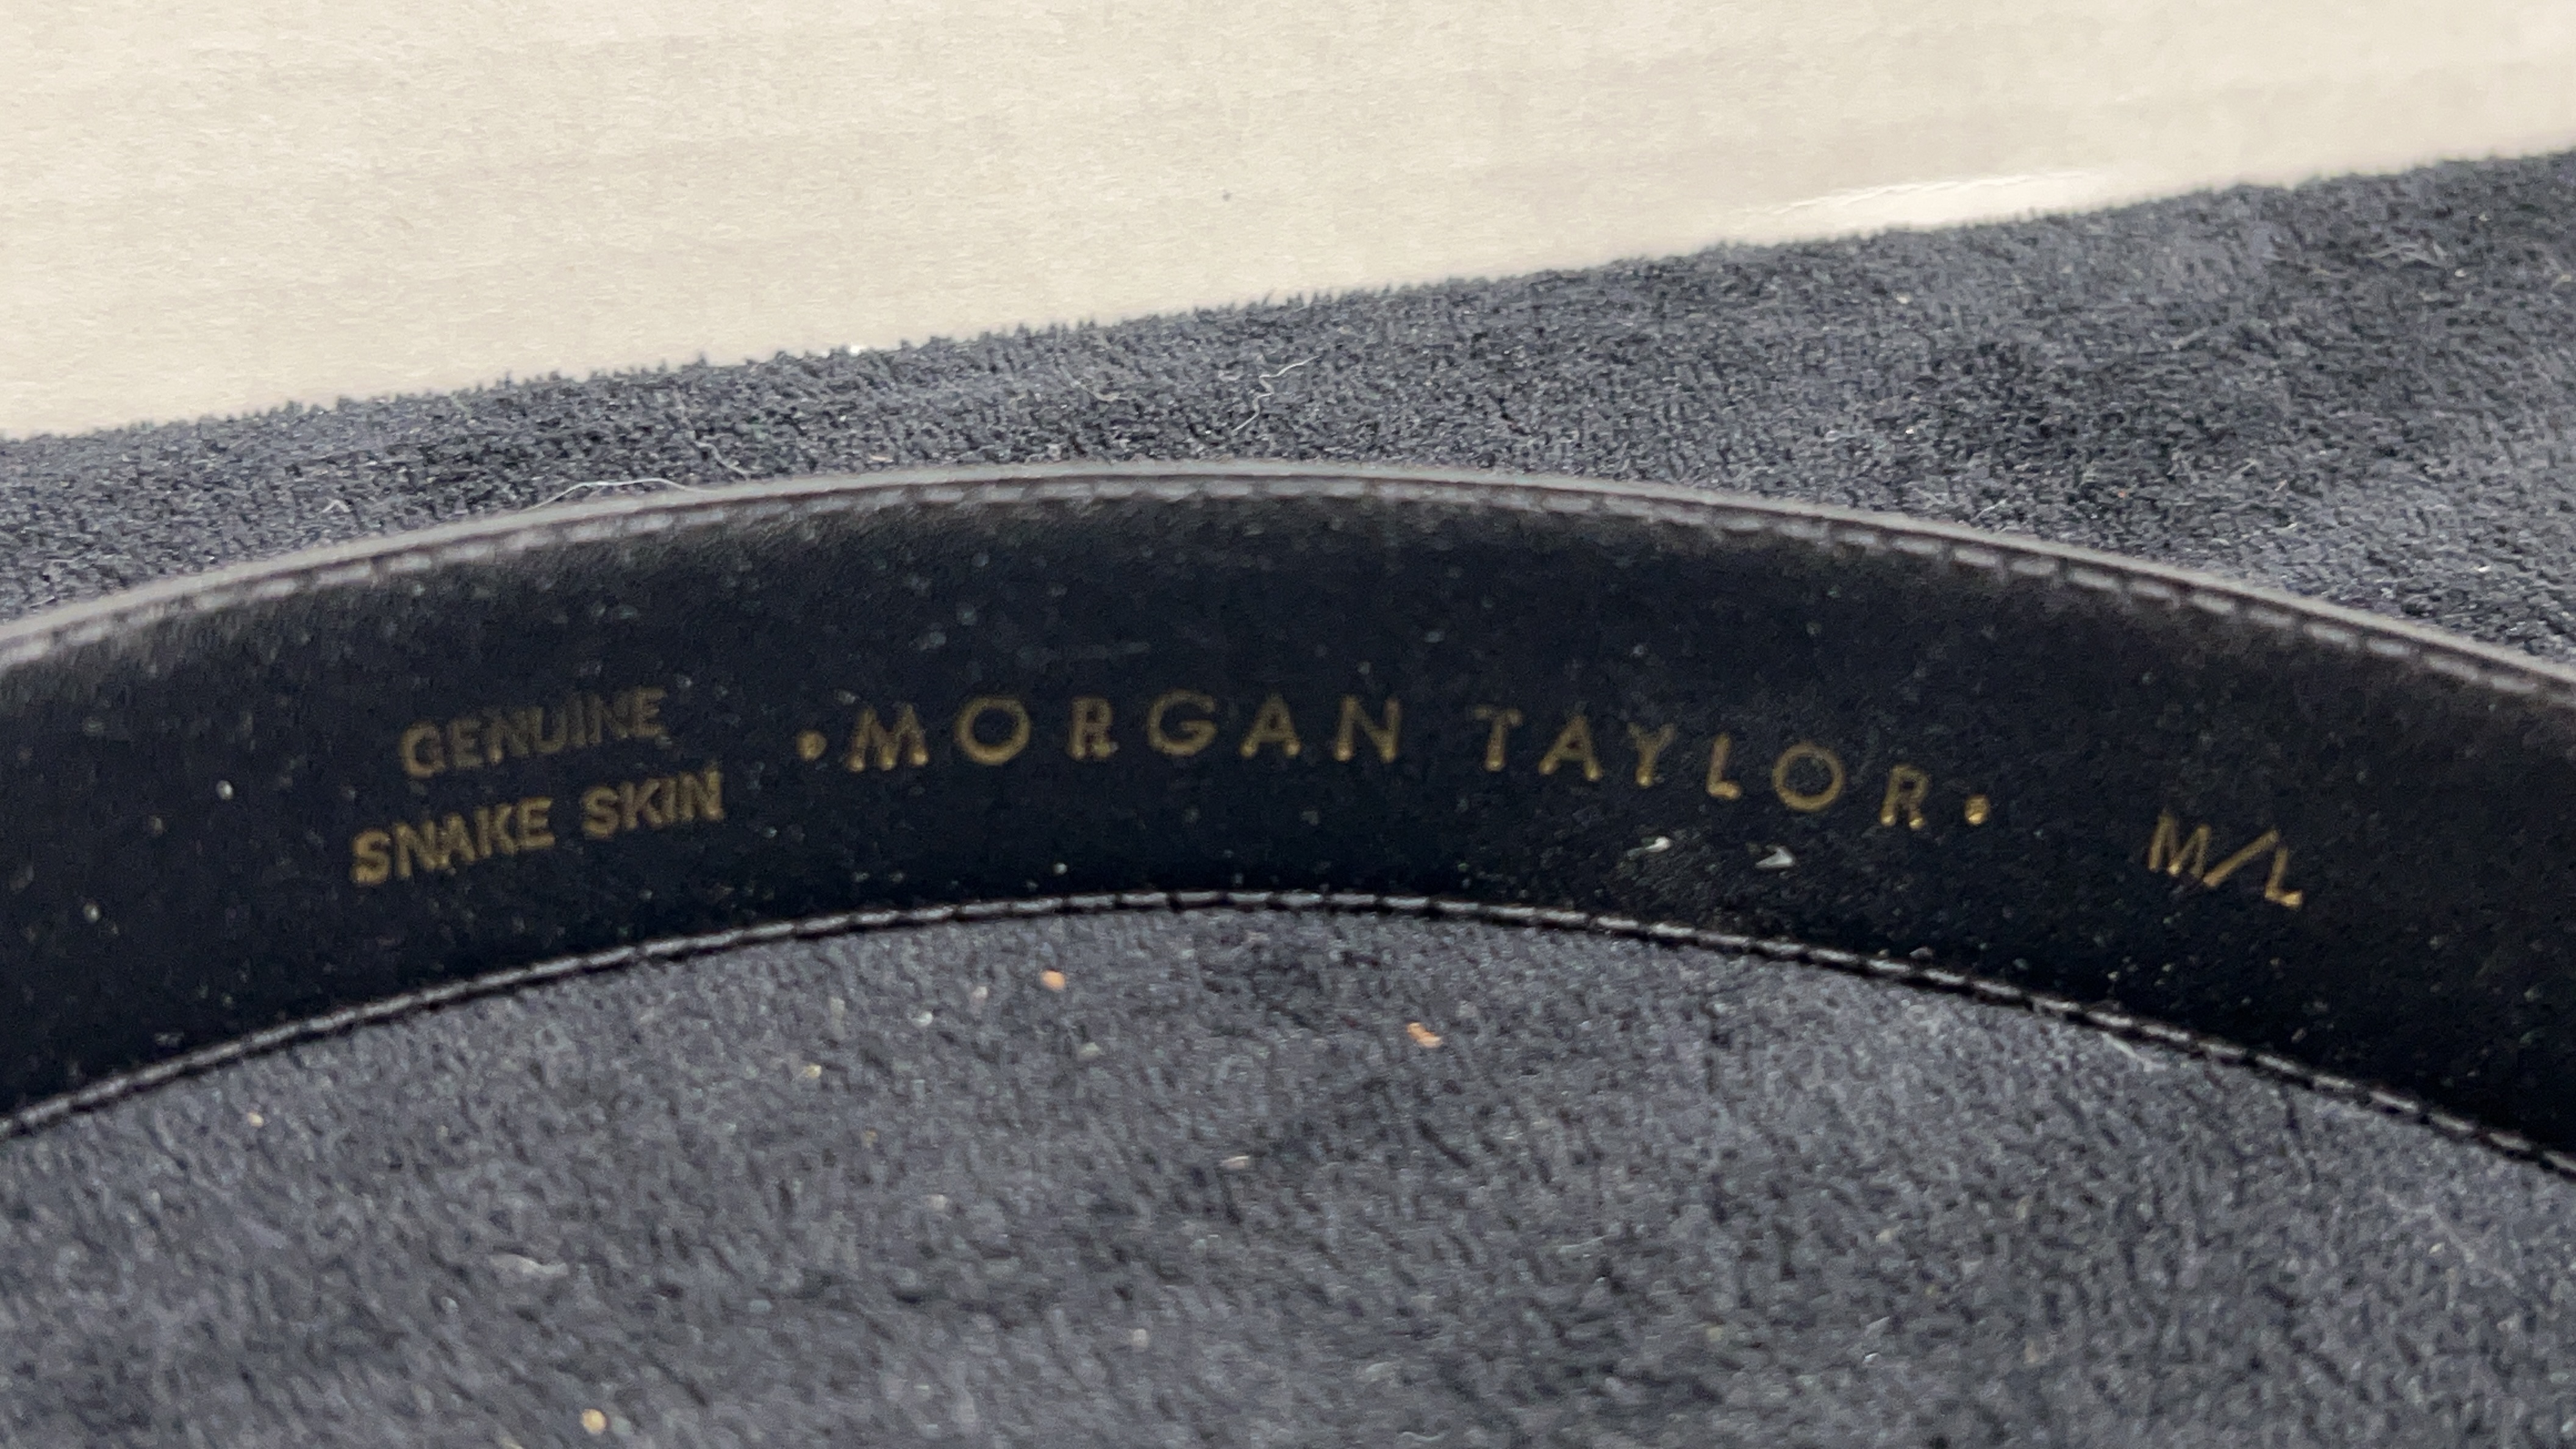 GENUINE
SNAKE SKIN
•MORGAN TAYLOR•
M/L